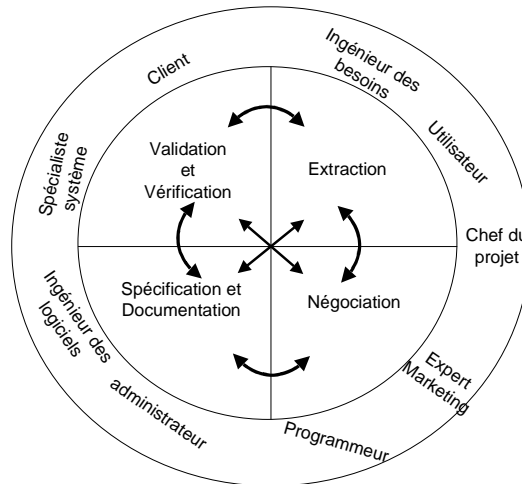 Client
Ingénieur des
besoins
Utilisateur
Chef du
projet
Expert
Marketing
Programmeur
administrateur
Ingénieur des
logiciels
Spécialiste
système
Validation
et
Vérification
Extraction
Spécification et
Documentation
Négociation